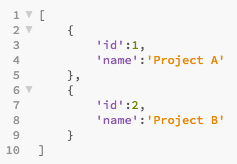 1 [
2     {
3         'id':1,
4         'name':'Project A'
5     },
6     {
7         'id':2,
8         'name':'Project B'
9     }
10 ]